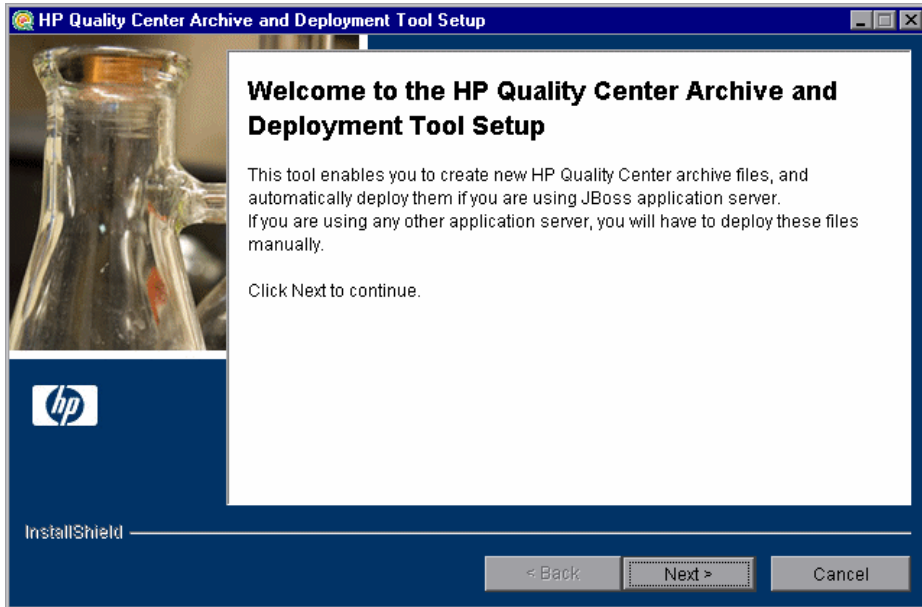 HP Quality Center Archive and Deployment Tool Setup
Welcome to the HP Quality Center Archive and
Deployment Tool Setup
This tool enables you to create new HP Quality Center archive files, and
automatically deploy them if you are using JBoss application server.
If you are using any other application server, you will have to deploy these files
manually.
Click Next to continue.
hp
InstallShield
< Back
Next >
Cancel